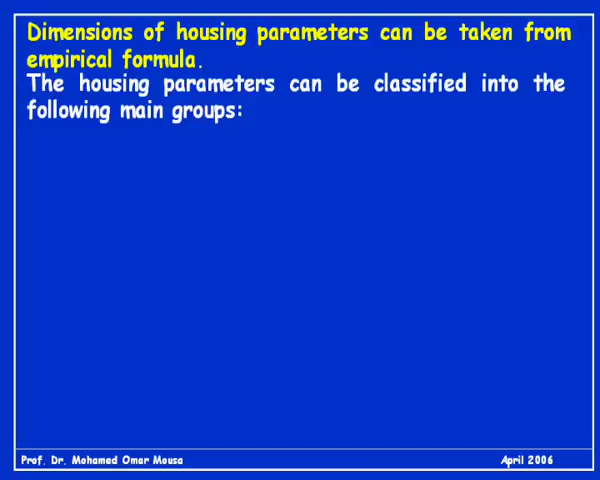 Dimensions of housing parameters can be taken from
empirical formula.
The housing parameters can be classified into the
following main groups:
Prof. Dr. Mohamed Omar Mousa April 2006